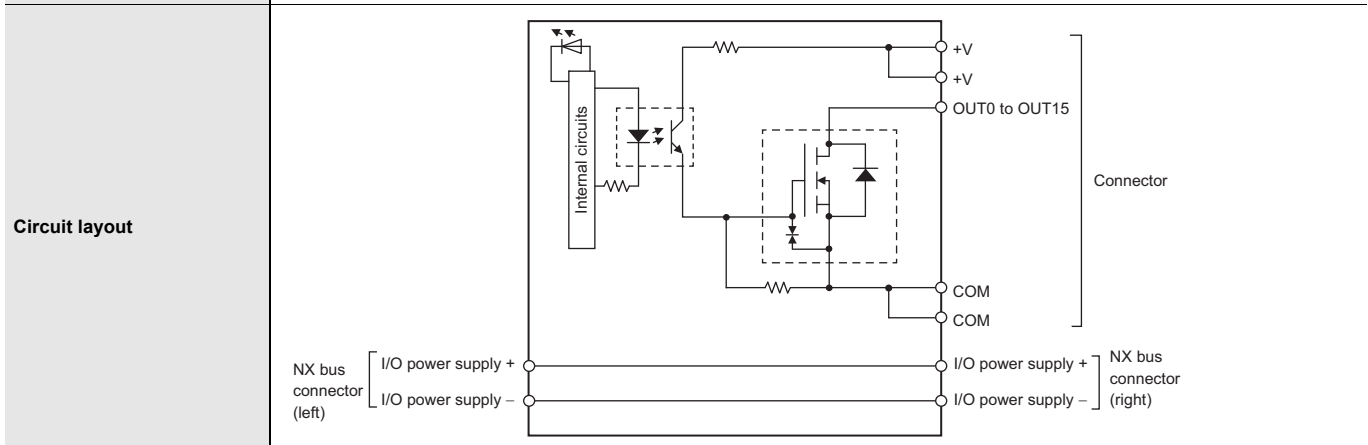 Circuit layout
Internal circuits
+V
+V
OUT0 to OUT15
Connector
COM
COM
NX bus
connector
(left)
I/O power supply +
I/O power supply –
I/O power supply +
I/O power supply –
NX bus
connector
(right)